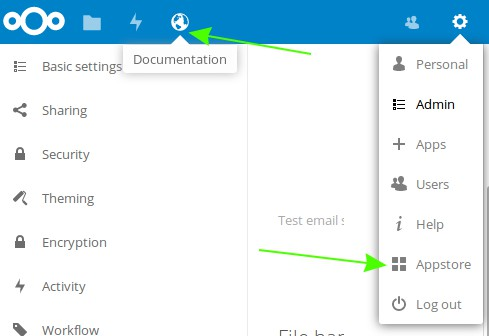 Documentation
Basic settings
Sharing
Security
Theming
Encryption
Activity
Workflow
Test email s
File bar
Personal
Admin
Apps
Users
Help
Appstore
Log out